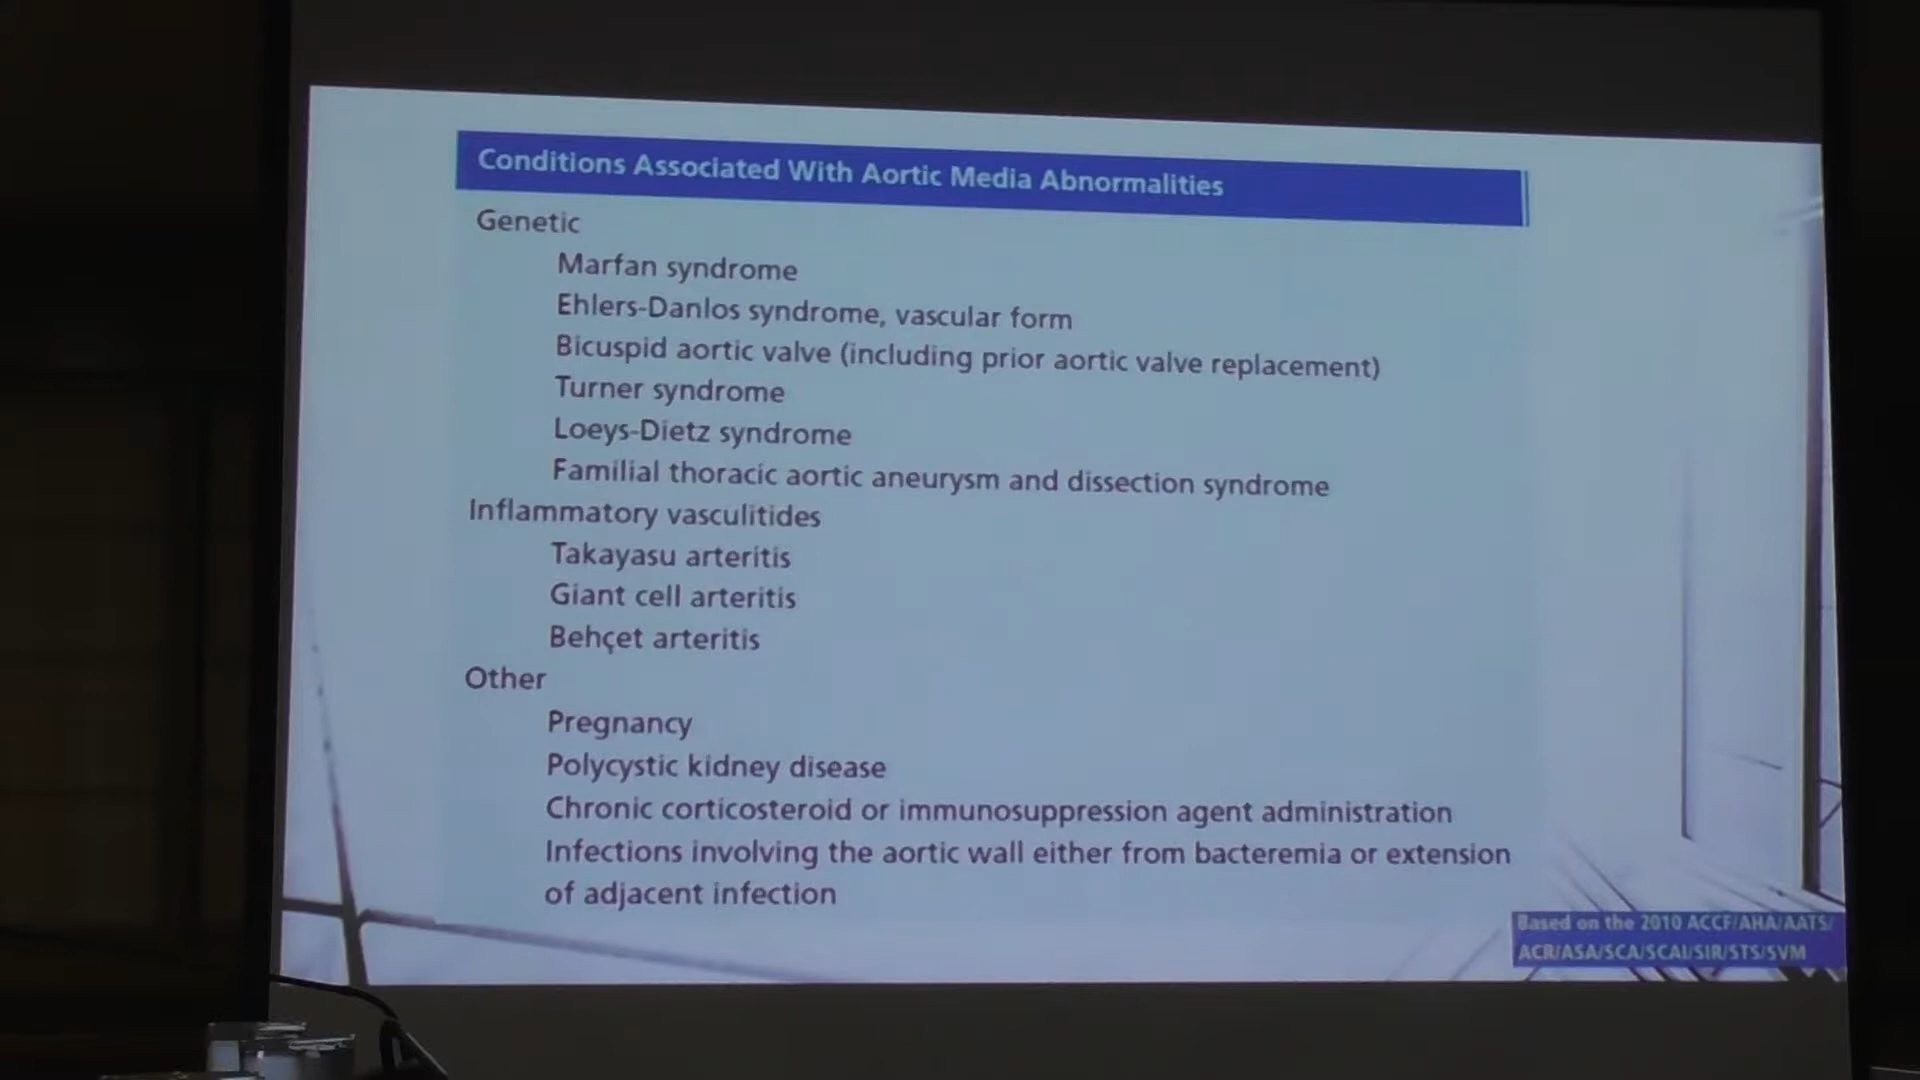 Conditions Associated With Aortic Media Abnormalities
Genetic
Marfan syndrome
Ehlers-Danlos syndrome, vascular form
Bicuspid aortic valve (including prior aortic valve replacement)
Turner syndrome
Loeys-Dietz syndrome
Familial thoracic aortic aneurysm and dissection syndrome
Inflammatory vasculitides
Takayasu arteritis
Giant cell arteritis
Behçet arteritis
Other
Pregnancy
Polycystic kidney disease
Chronic corticosteroid or immunosuppression agent administration
Infections involving the aortic wall either from bacteremia or extension
of adjacent infection
Based on the 2010 ACCF/AHA/AATS/
ACR/ASA/SCA/SCAI/SIR/STS/SVM